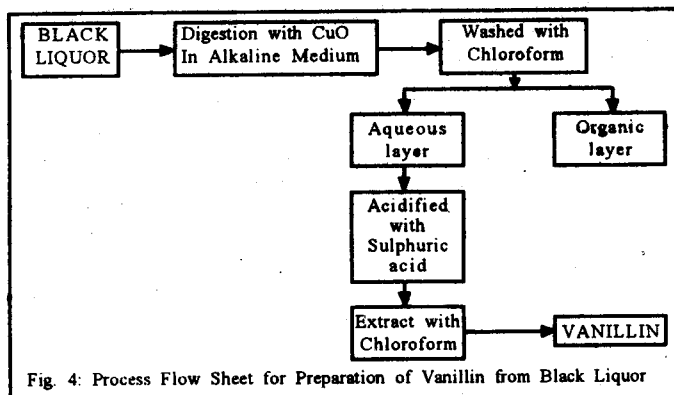 BLACK
LIQUOR
Digestion with CuO
In Alkaline Medium
Washed with
Chloroform
Aqueous
layer
Organic
layer
Acidified
with
Sulphuric
acid
Extract with
Chloroform
VANILLIN
Fig. 4: Process Flow Sheet for Preparation of Vanillin from Black Liquor